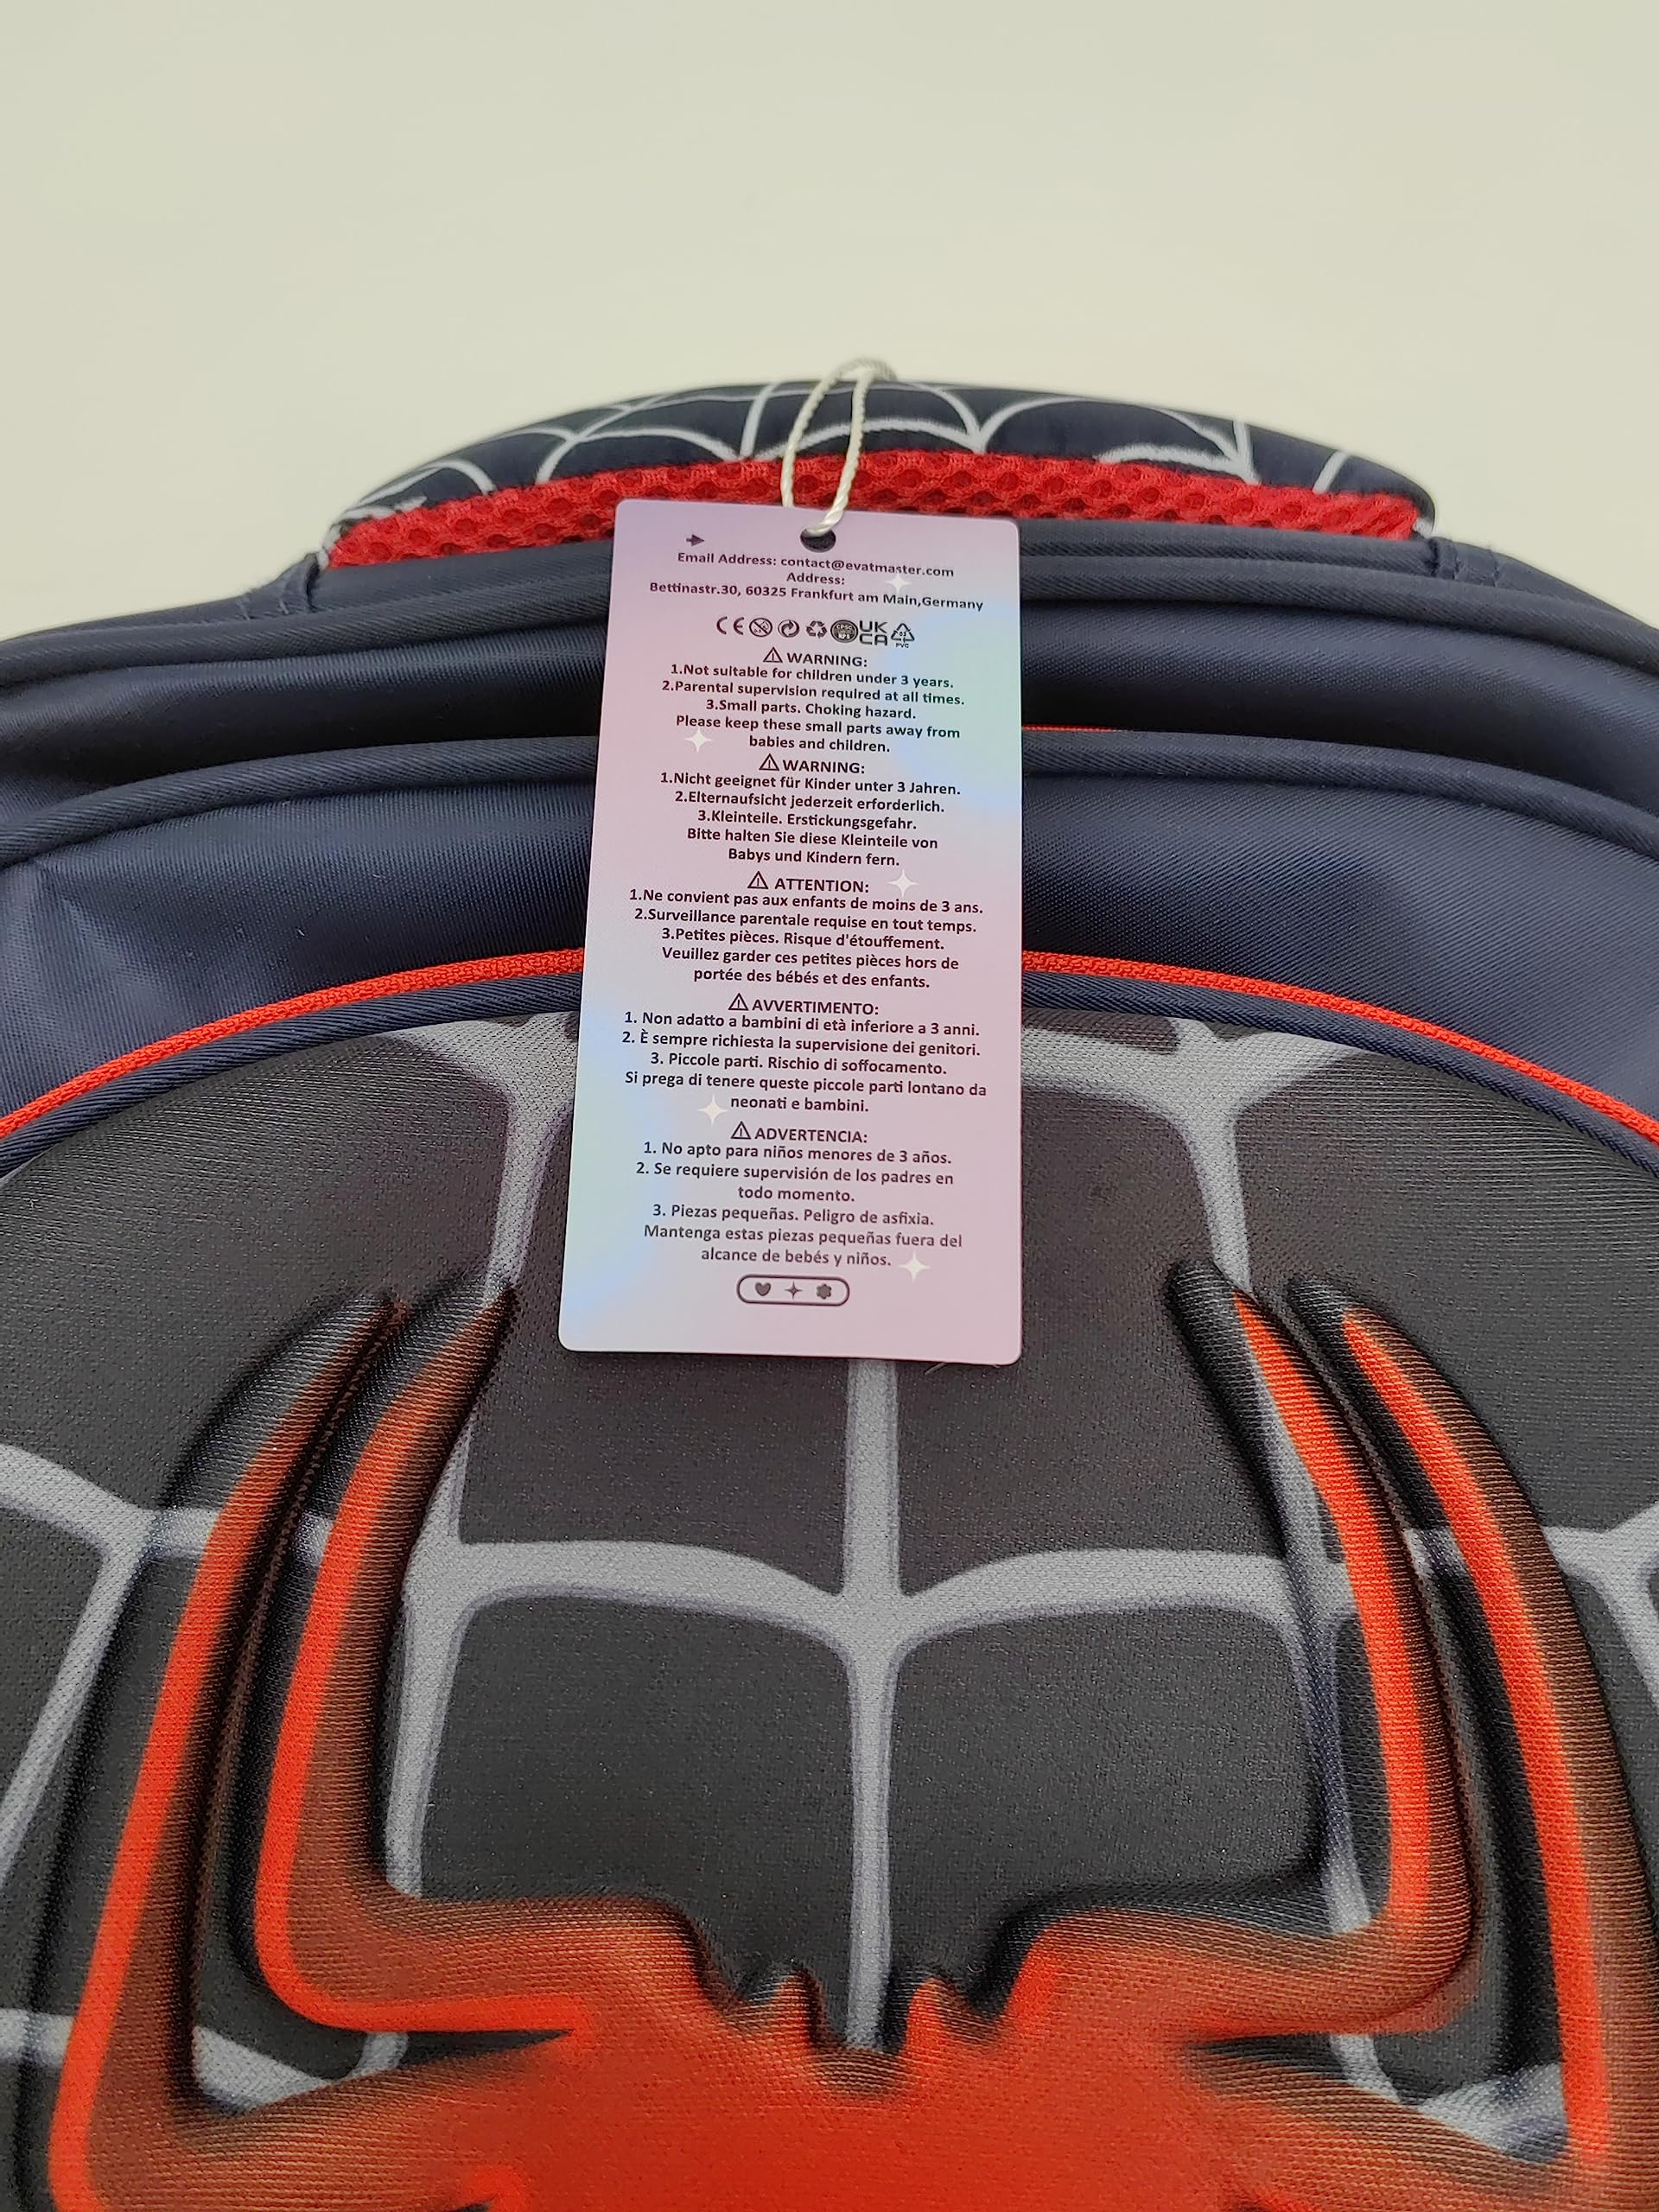 Email Address: contact@evatmaster.com
Address:
Bettinastr.30, 60325 Frankfurt am Main,Germany
CE UK CA 03 PVC
WARNING:
1.Not suitable for children under 3 years.
2.Parental supervision required at all times.
3.Small parts. Choking hazard.
Please keep these small parts away from
babies and children.
WARNING:
1.Nicht geeignet für Kinder unter 3 Jahren.
2.Elternaufsicht jederzeit erforderlich.
3.Kleinteile. Erstickungsgefahr.
Bitte halten Sie diese Kleinteile von
Babys und Kindern fern.
ATTENTION:
1.Ne convient pas aux enfants de moins de 3 ans.
2.Surveillance parentale requise en tout temps.
3.Petites pièces. Risque d'étouffement.
Veuillez garder ces petites pièces hors de
portée des bébés et des enfants.
AVVERTIMENTO:
1. Non adatto a bambini di età inferiore a 3 anni.
2. È sempre richiesta la supervisione dei genitori.
3. Piccole parti. Rischio di soffocamento.
Si prega di tenere queste piccole parti lontano da
neonati e bambini.
ADVERTENCIA:
1. No apto para niños menores de 3 años.
2. Se requiere supervisión de los padres en
todo momento.
3. Piezas pequeñas. Peligro de asfixia.
Mantenga estas piezas pequeñas fuera del
alcance de bebés y niños.